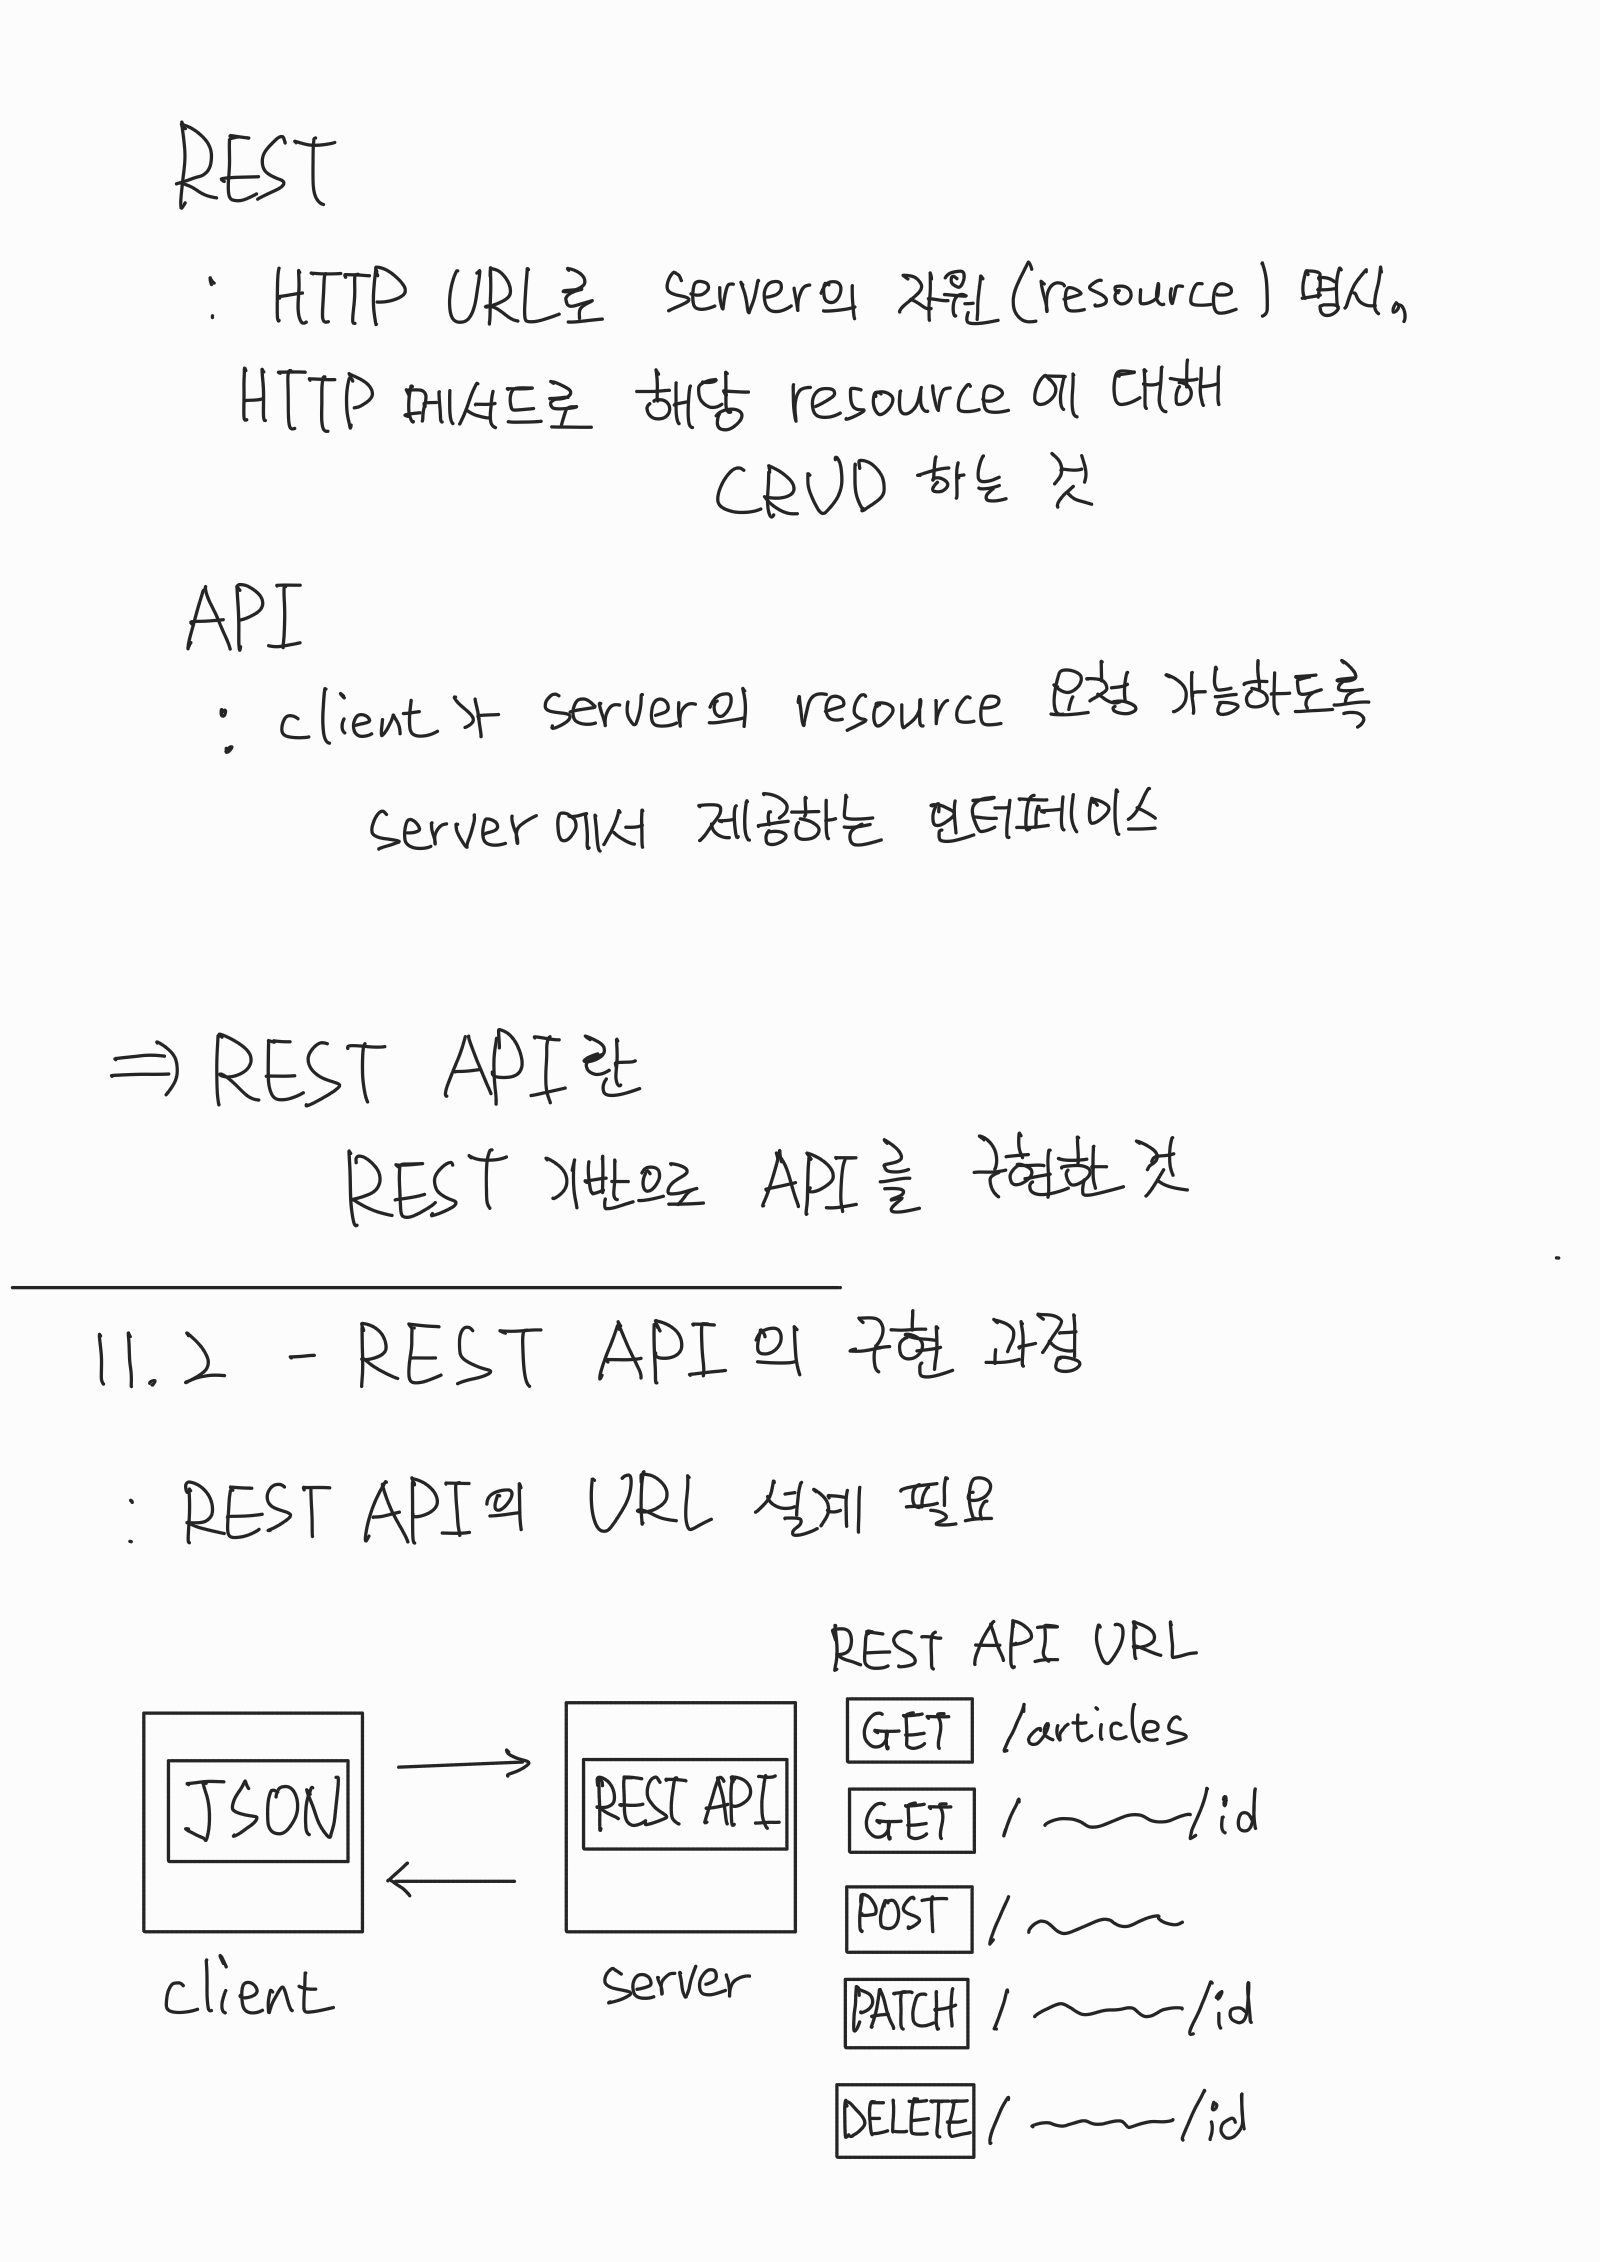 REST
: HTTP URL로 server의 자원(resource) 명시,
HTTP 메서드로 해당 resource에 대해
CRUD 하는 것
API
: client가 server의 resource 요청 가능하도록
server에서 제공하는 인터페이스
⇒ REST API란
REST 기반으로 API를 구현한 것
11.2 - REST API의 구현 과정
: REST API의 URL 설계 필요
REST API URL
GET /articles
GET / /id
POST /
PATCH / /id
DELETE / /id
JSON
client
REST API
server